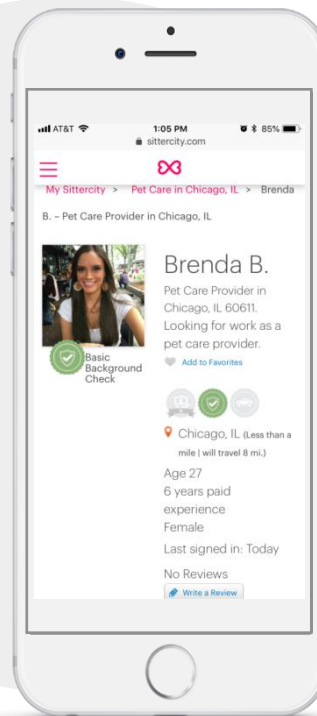 AT&T 1:05 PM 85%
sittercity.com
My Sittercity > Pet Care in Chicago, IL > Brenda
B. – Pet Care Provider in Chicago, IL
Brenda B.
Pet Care Provider in
Chicago, IL 60611.
Looking for work as a
pet care provider.
Add to Favorites
Basic
Background
Check
Chicago, IL (Less than a
mile | will travel 8 mi.)
Age 27
6 years paid
experience
Female
Last signed in: Today
No Reviews
Write a Review